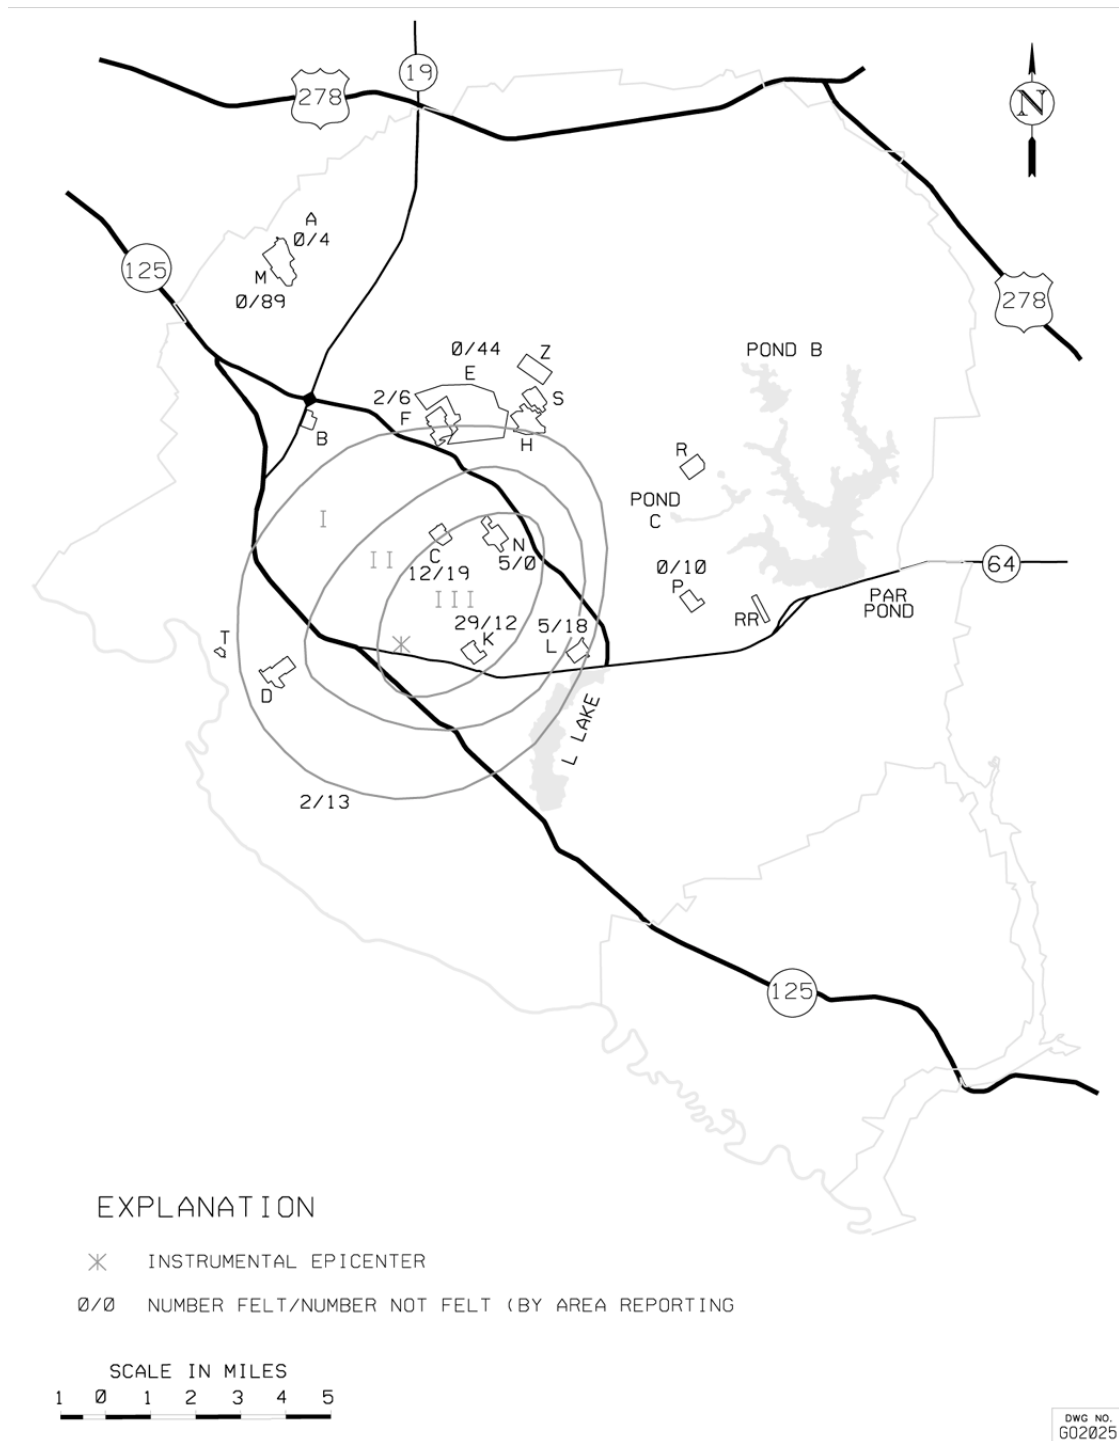 19
278
N
A
0/4
125
M
0/89
278
0/44
Z
POND B
E
2/6
S
F
B
H
R
POND
C
I
II
C
N
5/0
12/19
64
0/10
P
III
PAR
POND
RR
29/12
5/18
K
L
T
D
L LAKE
2/13
125
EXPLANATION
INSTRUMENTAL EPICENTER
0/0 NUMBER FELT/NUMBER NOT FELT (BY AREA REPORTING
SCALE IN MILES
1 0 1 2 3 4 5
DWG NO.
GO2025